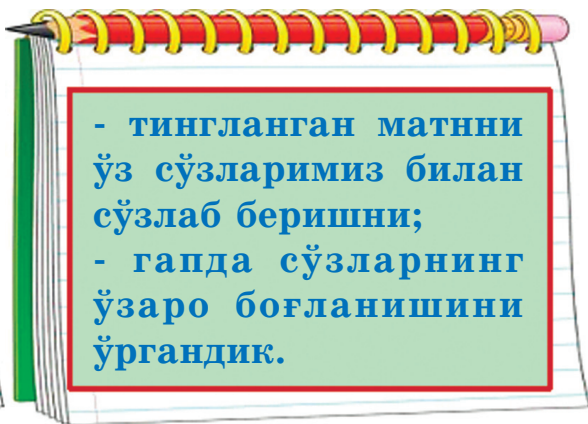 - тингланган матнни
ўз сўзларимиз билан
сўзлаб беришни;
- гапда сўзларнинг
ўзаро боғланишини
ўргандик.